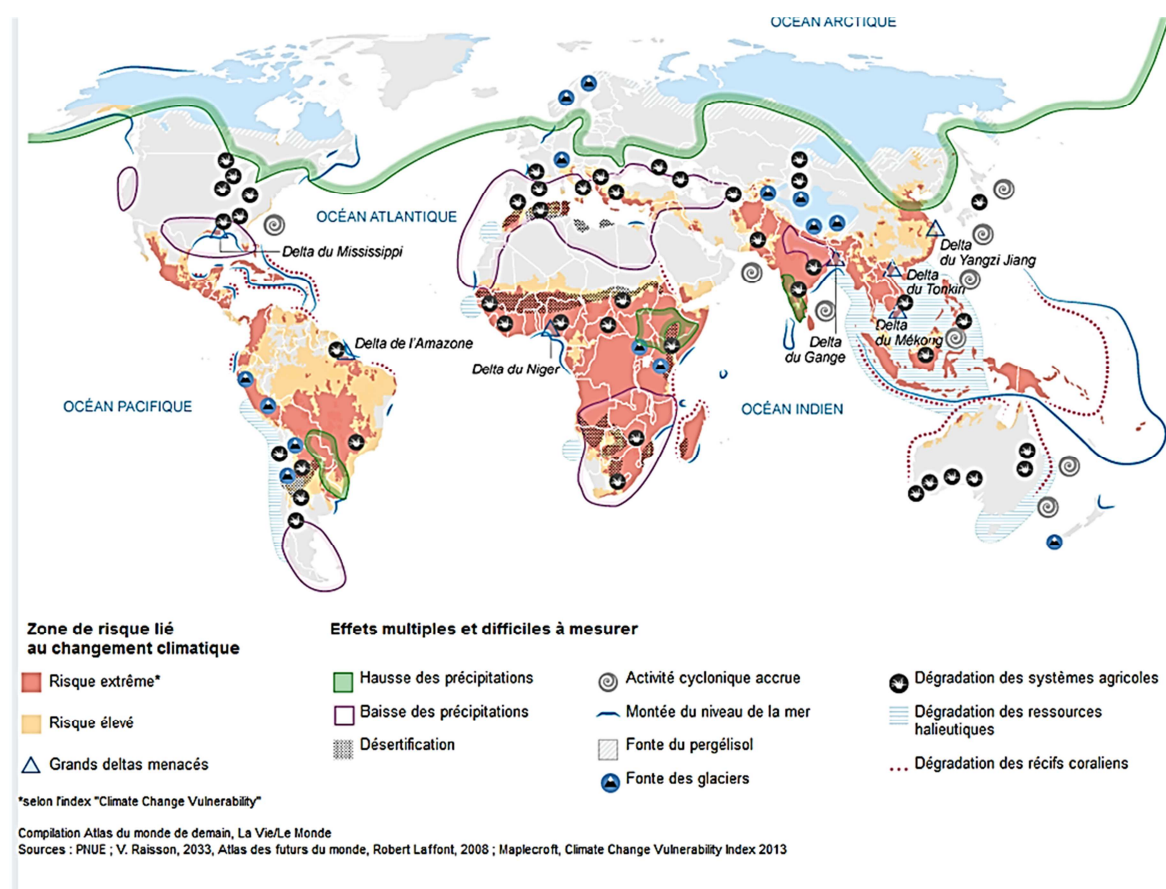 OCÉAN ARCTIQUE
OCÉAN ATLANTIQUE
Delta du Mississippi
Delta
du Yangzi Jiang
Delta
du Tonkin
Delta de l'Amazone
Delta du Niger
Delta
du Gange
Delta
du Mékong
OCÉAN PACIFIQUE
OCÉAN INDIEN
Zone de risque lié
au changement climatique
Risque extrême*
Risque élevé
Grands deltas menacés
*selon l'index "Climate Change Vulnerability"
Effets multiples et difficiles à mesurer
Hausse des précipitations
Baisse des précipitations
Désertification
Activité cyclonique accrue
Montée du niveau de la mer
Fonte du pergélisol
Fonte des glaciers
Dégradation des systèmes agricoles
Dégradation des ressources
halieutiques
Dégradation des récifs coraliens
Compilation Atlas du monde de demain, La Vie/Le Monde
Sources : PNUE ; V. Raisson, 2033, Atlas des futurs du monde, Robert Laffont, 2008 ; Maplecroft, Climate Change Vulnerability Index 2013